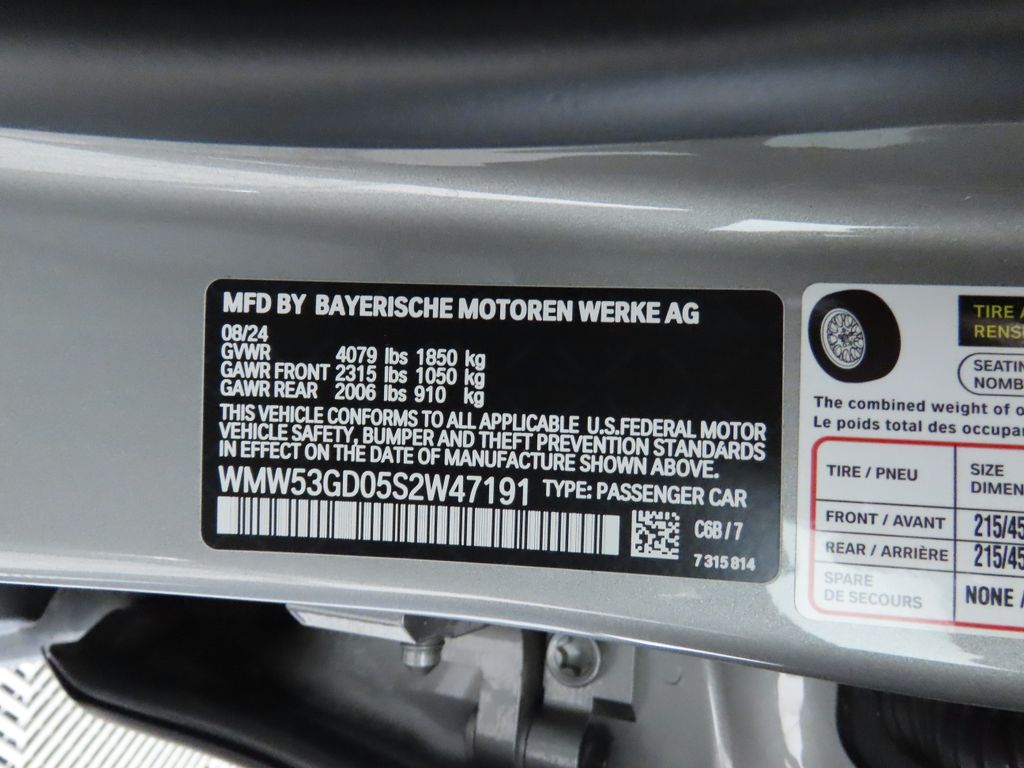 MFD BY BAYERISCHE MOTOREN WERKE AG
08/24
GVWR 4079 lbs 1850 kg
GAWR FRONT 2315 lbs 1050 kg
GAWR REAR 2006 lbs 910 kg
THIS VEHICLE CONFORMS TO ALL APPLICABLE U.S.FEDERAL MOTOR
VEHICLE SAFETY, BUMPER AND THEFT PREVENTION STANDARDS
IN EFFECT ON THE DATE OF MANUFACTURE SHOWN ABOVE.
WMW53GD05S2W47191 TYPE: PASSENGER CAR
C6B / 7
7 315 814
TIRE
SEATIN
NOMB
The combined weight of o
Le poids total des occupa
TIRE / PNEU SIZE
DIMEN
FRONT / AVANT 215/45
REAR / ARRIÈRE 215/45
SPARE
DE SECOURS NONE